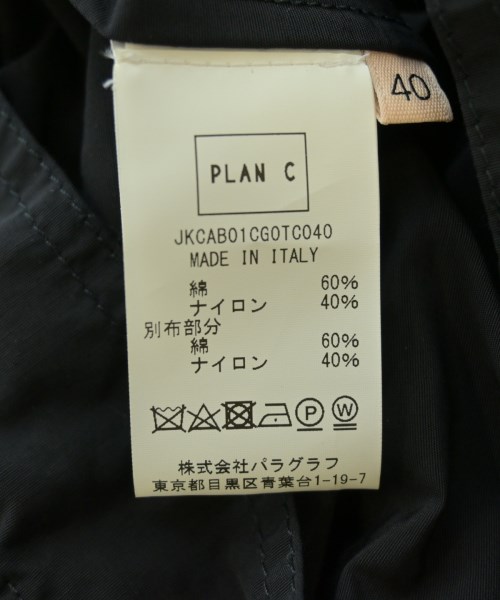 40
PLAN C
JKCAB01CG0TC040
MADE IN ITALY
綿 60%
ナイロン 40%
別布部分
綿 60%
ナイロン 40%
P W
株式会社パラグラフ
東京都目黒区青葉台1-19-7